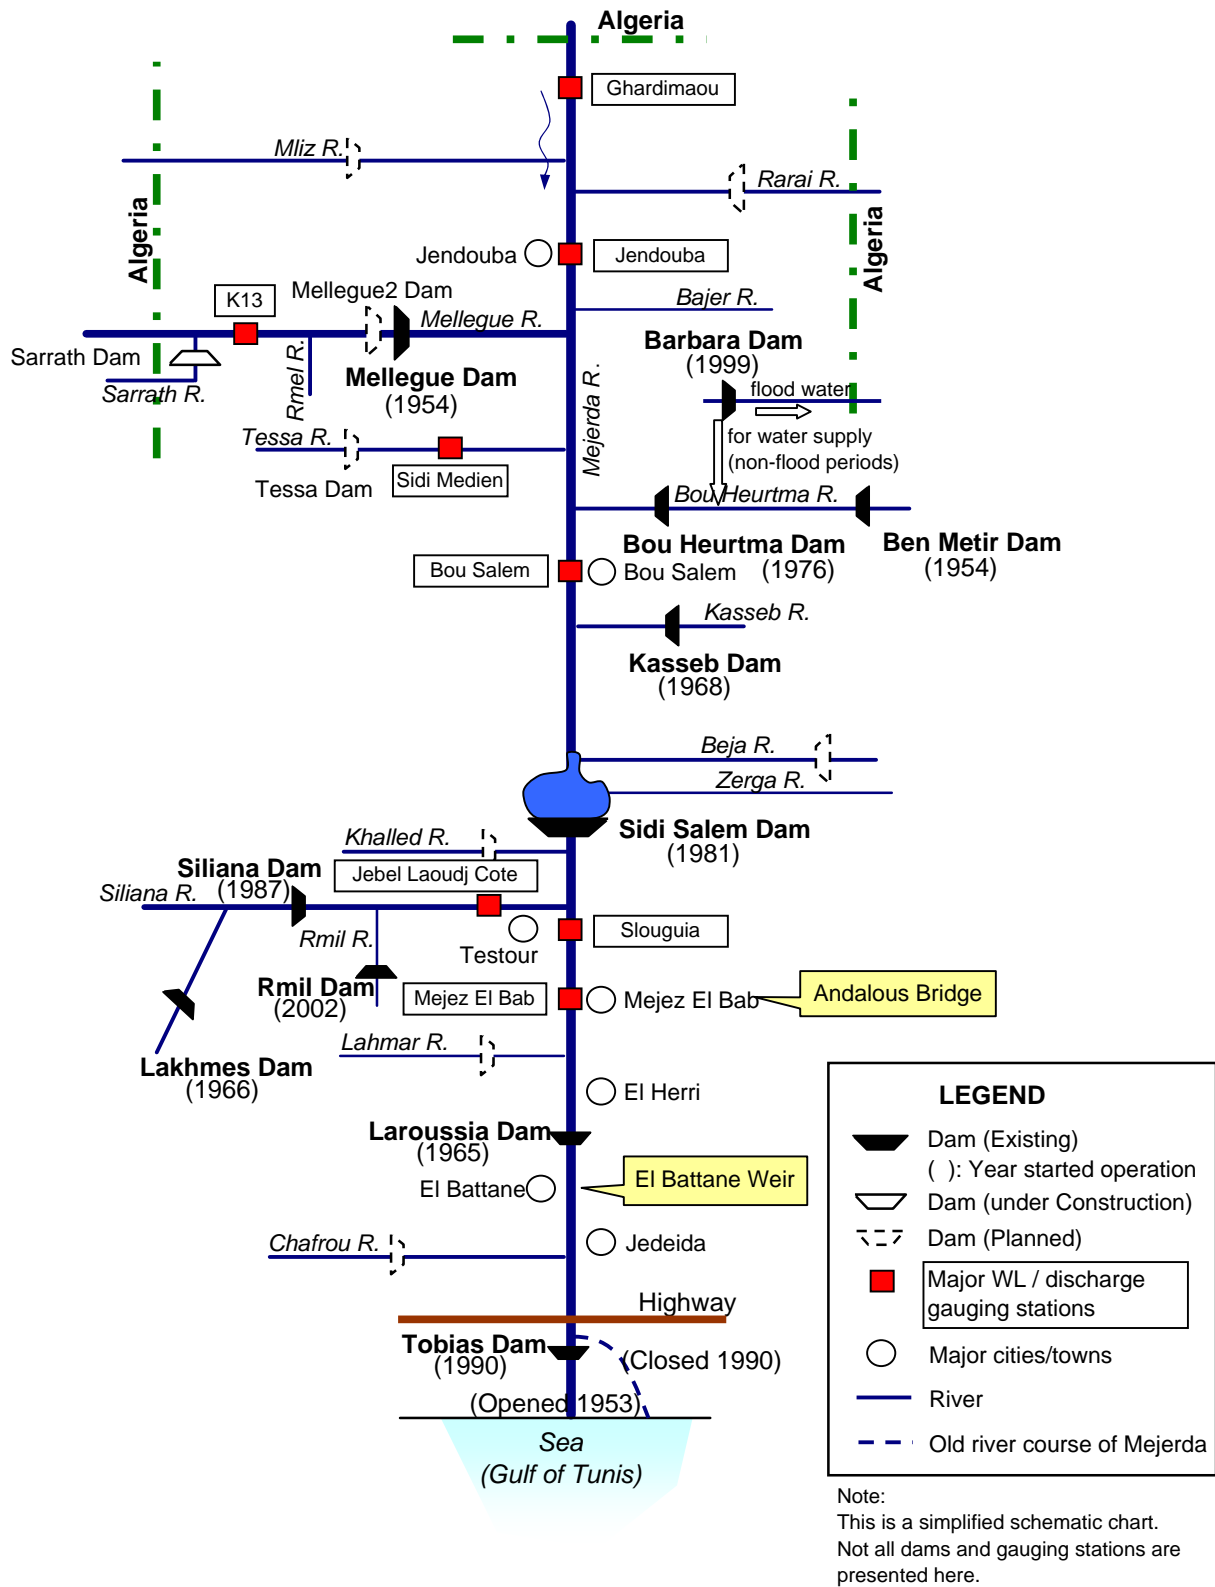 Algeria
Ghardimaou
Mliz R.
Rarai R.
Algeria
Algeria
Jendouba
Jendouba
Mellegue2 Dam
K13
Bajer R.
Mellegue R.
Barbara Dam
(1999)
Sarrath Dam
Sarrath R.
Rmel R.
Mellegue Dam
(1954)
Mejerda R.
flood water
for water supply
(non-flood periods)
Tessa R.
Tessa Dam
Sidi Medien
Bou Heurtma R.
Bou Heurtma Dam
(1976)
Ben Metir Dam
(1954)
Bou Salem
Bou Salem
Kasseb R.
Kasseb Dam
(1968)
Beja R.
Zerga R.
Sidi Salem Dam
(1981)
Khalled R.
Siliana Dam
(1987)
Jebel Laoudj Cote
Siliana R.
Rmil R.
Testour
Slouguia
Rmil Dam
(2002)
Mejez El Bab
Mejez El Bab
Andalous Bridge
Lahmar R.
Lakhmes Dam
(1966)
El Herri
Laroussia Dam
(1965)
El Battane
El Battane Weir
Chafrou R.
Jedeida
Highway
Tobias Dam
(1990)
(Closed 1990)
(Opened 1953)
Sea
(Gulf of Tunis)
LEGEND
Dam (Existing)
( ): Year started operation
Dam (under Construction)
Dam (Planned)
Major WL / discharge
gauging stations
Major cities/towns
River
Old river course of Mejerda
Note:
This is a simplified schematic chart.
Not all dams and gauging stations are
presented here.